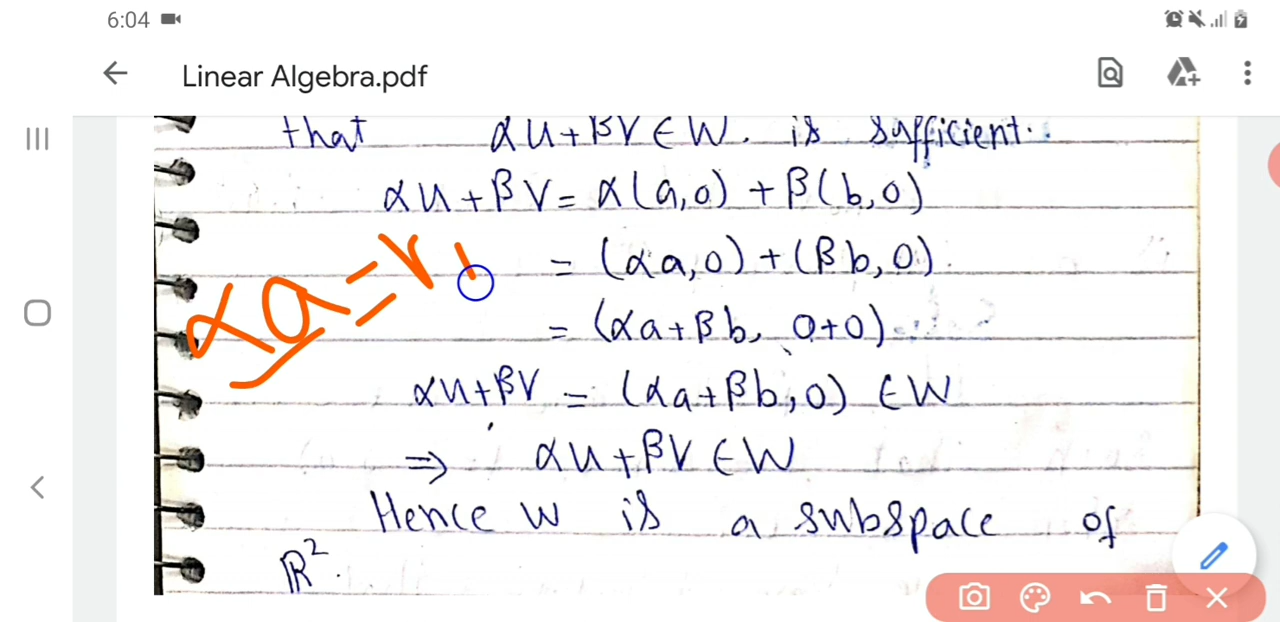 6:04
Linear Algebra.pdf
that αu+βV∈W. is sufficient.
αu+βV = α(a,0) + β(b,0)
= (αa,0)+(βb,0)
αa=r
= (αa+βb, 0+0)
αu+βV = (αa+βb,0) ∈W
⇒ αu+βV∈W
Hence W is a subspace of
ℝ².